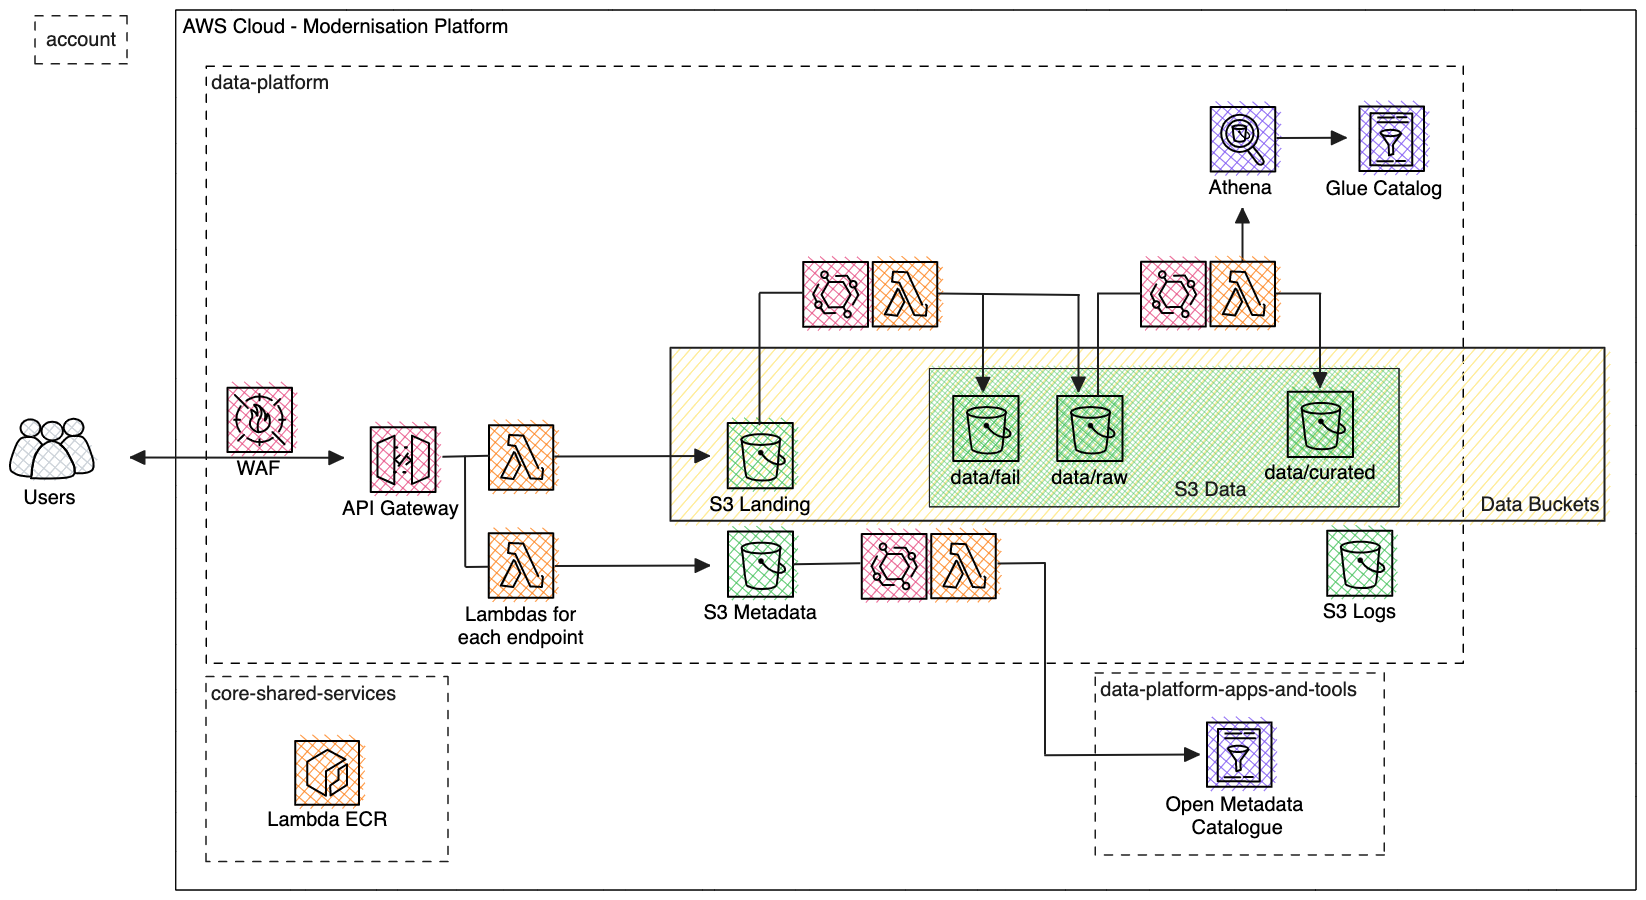 account
AWS Cloud - Modernisation Platform
data-platform
Athena
Glue Catalog
WAF
Users
API Gateway
S3 Landing
data/fail
data/raw
data/curated
S3 Data
Data Buckets
Lambdas for
each endpoint
S3 Metadata
S3 Logs
core-shared-services
Lambda ECR
data-platform-apps-and-tools
Open Metadata
Catalogue